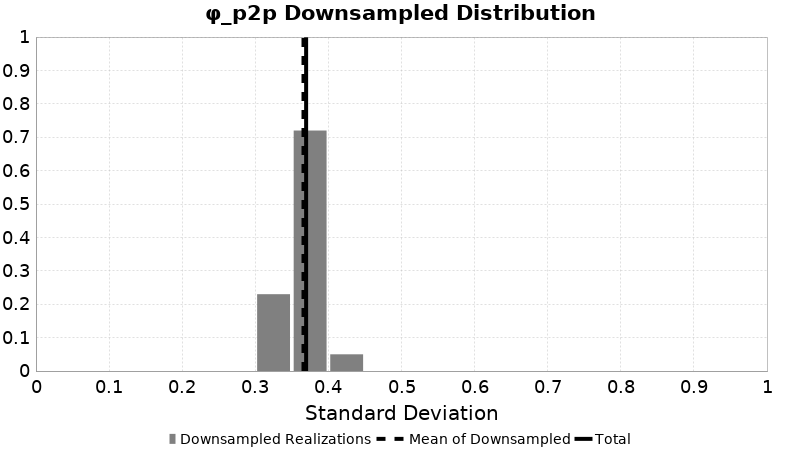 φ_p2p Downsampled Distribution
1
0.9
0.8
0.7
0.6
0.5
0.4
0.3
0.2
0.1
0
0 0.1 0.2 0.3 0.4 0.5 0.6 0.7 0.8 0.9 1
Standard Deviation
Downsampled Realizations Mean of Downsampled Total